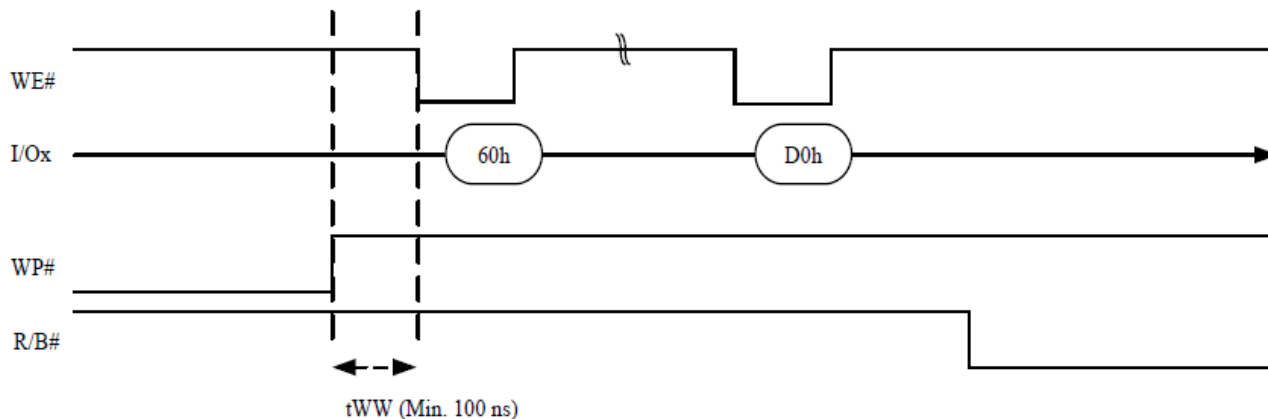 WE#
I/Ox
60h
D0h
WP#
R/B#
tWW (Min. 100 ns)